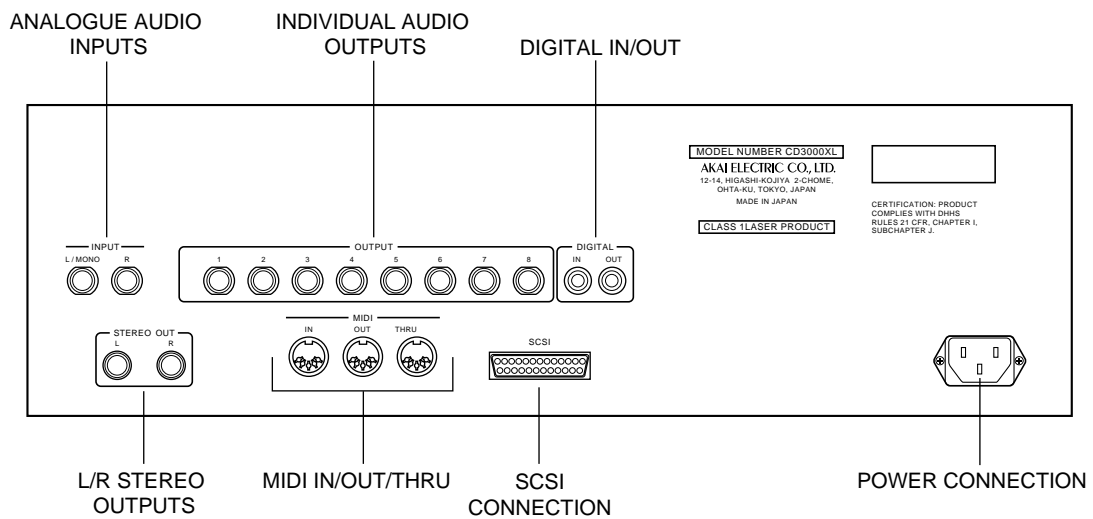 ANALOGUE AUDIO
INPUTS
INDIVIDUAL AUDIO
OUTPUTS
DIGITAL IN/OUT
MODEL NUMBER CD3000XL
AKAI ELECTRIC CO., LTD.
12-14, HIGASHI-KOJIYA 2-CHOME,
OHTA-KU, TOKYO, JAPAN
MADE IN JAPAN
CLASS 1LASER PRODUCT
CERTIFICATION: PRODUCT
COMPLIES WITH DHHS
RULES 21 CFR, CHAPTER I,
SUBCHAPTER J.
INPUT
L / MONO R
OUTPUT
1 2 3 4 5 6 7 8
DIGITAL
IN OUT
STEREO OUT
L R
MIDI
IN OUT THRU
SCSI
L/R STEREO
OUTPUTS
MIDI IN/OUT/THRU
SCSI
CONNECTION
POWER CONNECTION